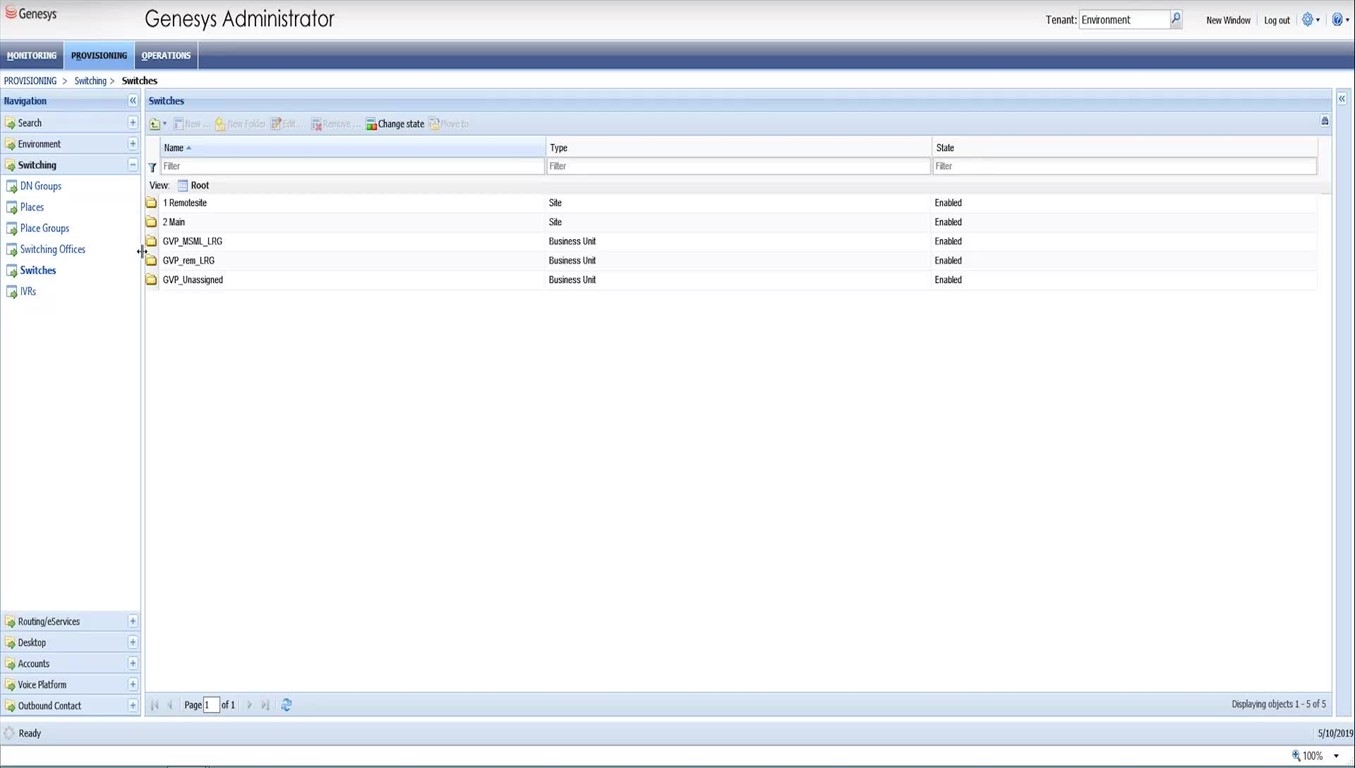 Genesys
Genesys Administrator
Tenant: Environment
New Window
Log out
MONITORING
PROVISIONING
OPERATIONS
PROVISIONING > Switching > Switches
Navigation
Search
Environment
Switching
DN Groups
Places
Place Groups
Switching Offices
Switches
IVRs
Routing/eServices
Desktop
Accounts
Voice Platform
Outbound Contact
Switches
New ... New Folder Edit... Remove ... Change state Move to
Name Type State
Filter Filter Filter
View: Root
1 Remotesite Site Enabled
2 Main Site Enabled
GVP_MSML_LRG Business Unit Enabled
GVP_rem_LRG Business Unit Enabled
GVP_Unassigned Business Unit Enabled
Page 1 of 1
Displaying objects 1 - 5 of 5
Ready
5/10/2019
100%